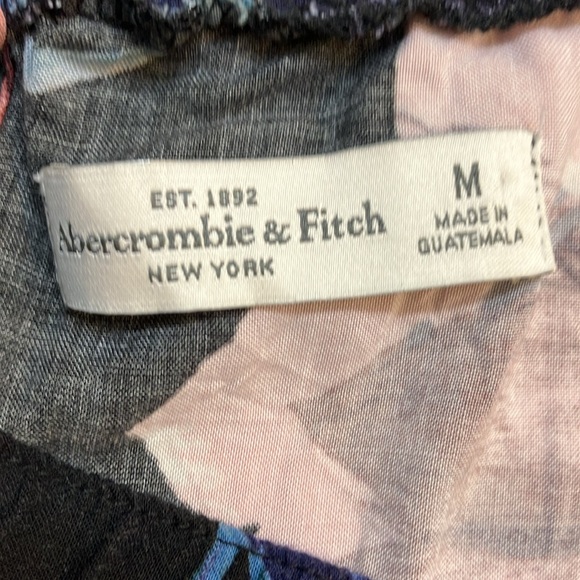 EST. 1892
Abercrombie & Fitch
NEW YORK
M
MADE IN
GUATEMALA